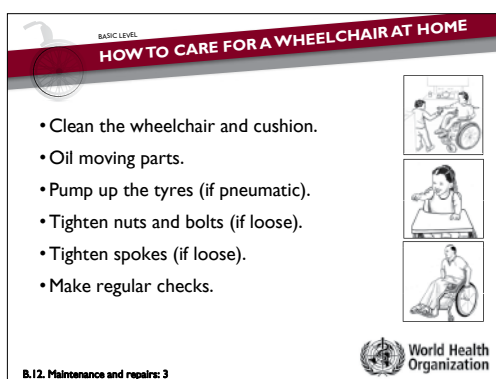 BASIC LEVEL
HOW TO CARE FOR A WHEELCHAIR AT HOME
• Clean the wheelchair and cushion.
• Oil moving parts.
• Pump up the tyres (if pneumatic).
• Tighten nuts and bolts (if loose).
• Tighten spokes (if loose).
• Make regular checks.
World Health
Organization
B.12. Maintenance and repairs: 3